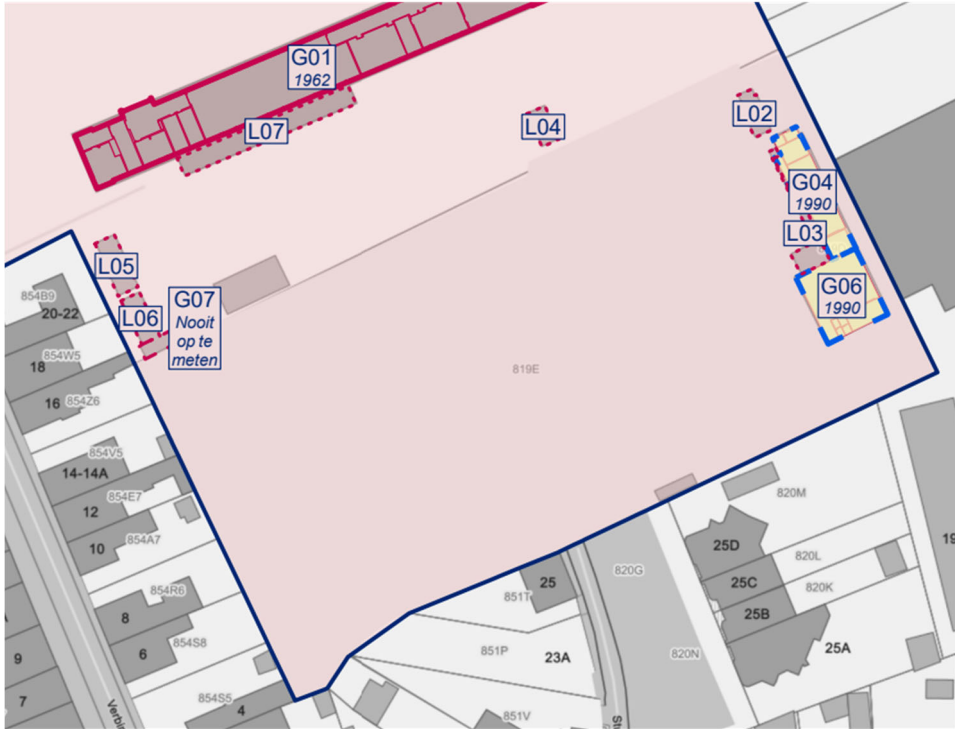 G01
1962
L07
L04
L02
G04
1990
L03
G06
1990
L05
L06
G07
Nooit
op te
meten
819E
854B9
20-22
854W5
18
16
854Z6
854V5
14-14A
12
854E7
10
854A7
854R6
8
6
854S8
9
7
854S5
4
Verbin
25
851T
851P
23A
851V
820G
820N
820M
25D
820L
25C
820K
25B
25A
19